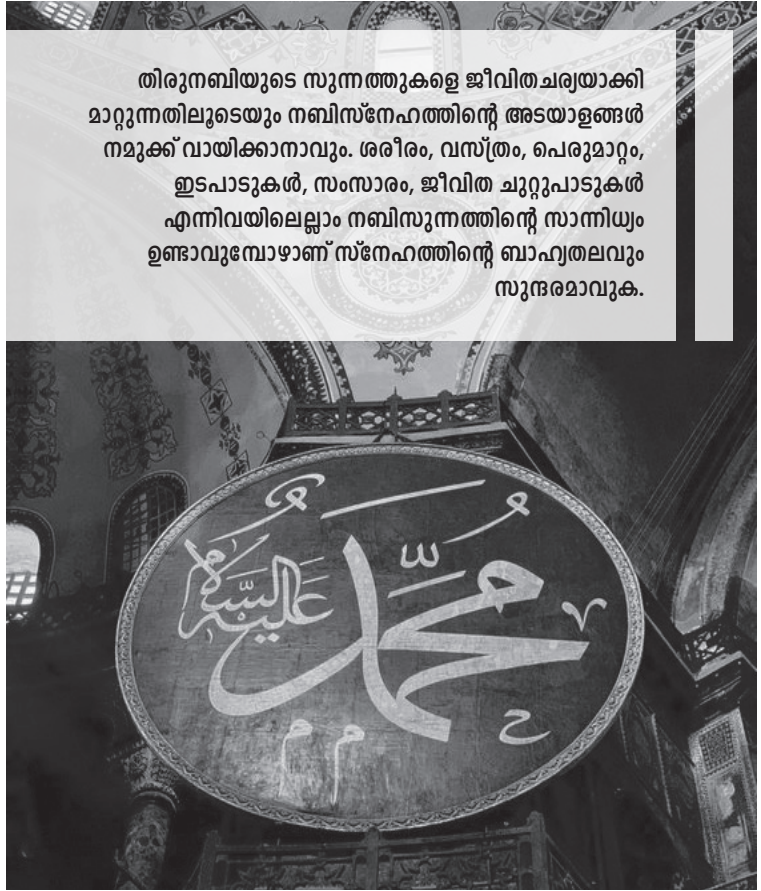 തിരുനബിയുടെ സുന്നത്തുകളെ ജീവിതചര്യയാക്കി
മാറ്റുന്നതിലൂടെയും നബിസ്നേഹത്തിന്റെ അടയാളങ്ങൾ
നമുക്ക് വായിക്കാനാവും. ശരീരം, വസ്ത്രം, പെരുമാറ്റം,
ഇടപാടുകൾ, സംസാരം, ജീവിത ചുറ്റുപാടുകൾ
എന്നിവയിലെല്ലാം നബിസുന്നത്തിന്റെ സാന്നിധ്യം
ഉണ്ടാവുമ്പോഴാണ് സ്നേഹത്തിന്റെ ബാഹ്യതലവും
സുന്ദരമാവുക.
محمد
عليه السلام